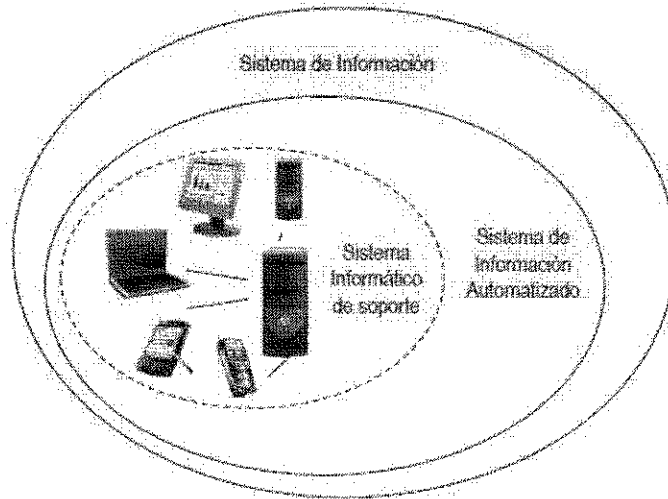 Sistema de Información
Sistema
Informático
de soporte
Sistema de
Información
Automatizado